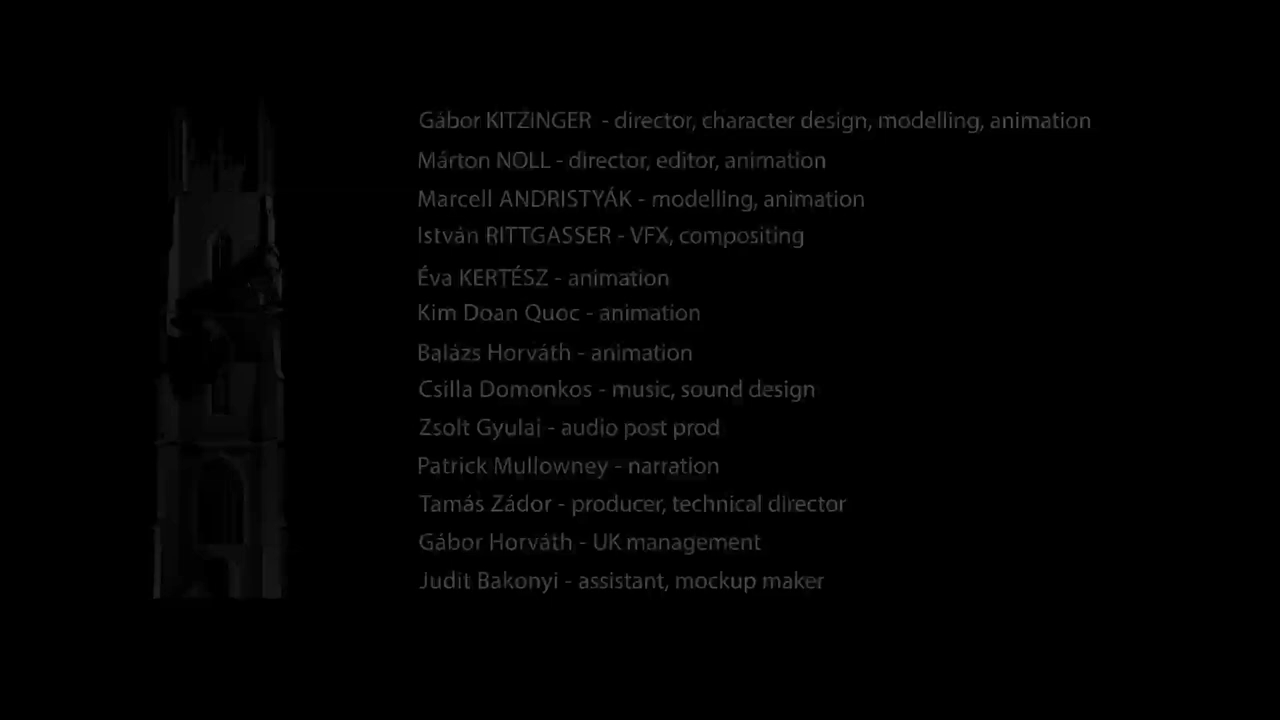 Gábor KITZINGER - director, character design, modelling, animation
Márton NOLL - director, editor, animation
Marcell ANDRISTYÁK - modelling, animation
István RITTGASSER - VFX, compositing
Éva KERTÉSZ - animation
Kim Doan Quoc - animation
Balázs Horváth - animation
Csilla Domonkos - music, sound design
Zsolt Gyulai - audio post prod
Patrick Mullowney - narration
Tamás Zádor - producer, technical director
Gábor Horváth - UK management
Judit Bakonyi - assistant, mockup maker